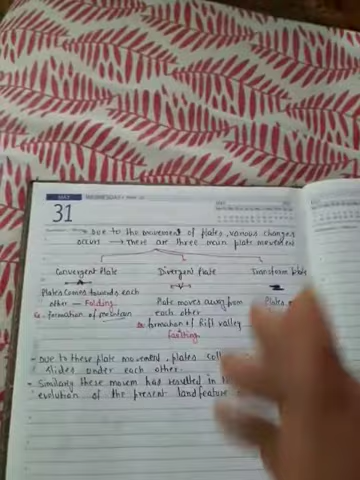 MAY WEDNESDAY
31
→ Due to the movement of plates, various changes
occurs → There are three main plate movement
Convergent Plate Divergent Plate Transform Plate
Plates comes towards each
other — Folding.
Ex. formation of mountain
Plate moves away from
each other
Ex formation of Rift valley
faulting.
Plates
- Due to these plate movement, plates
slides under each other.
- Similarly these movem has resulted in
evolution of the present landfeature